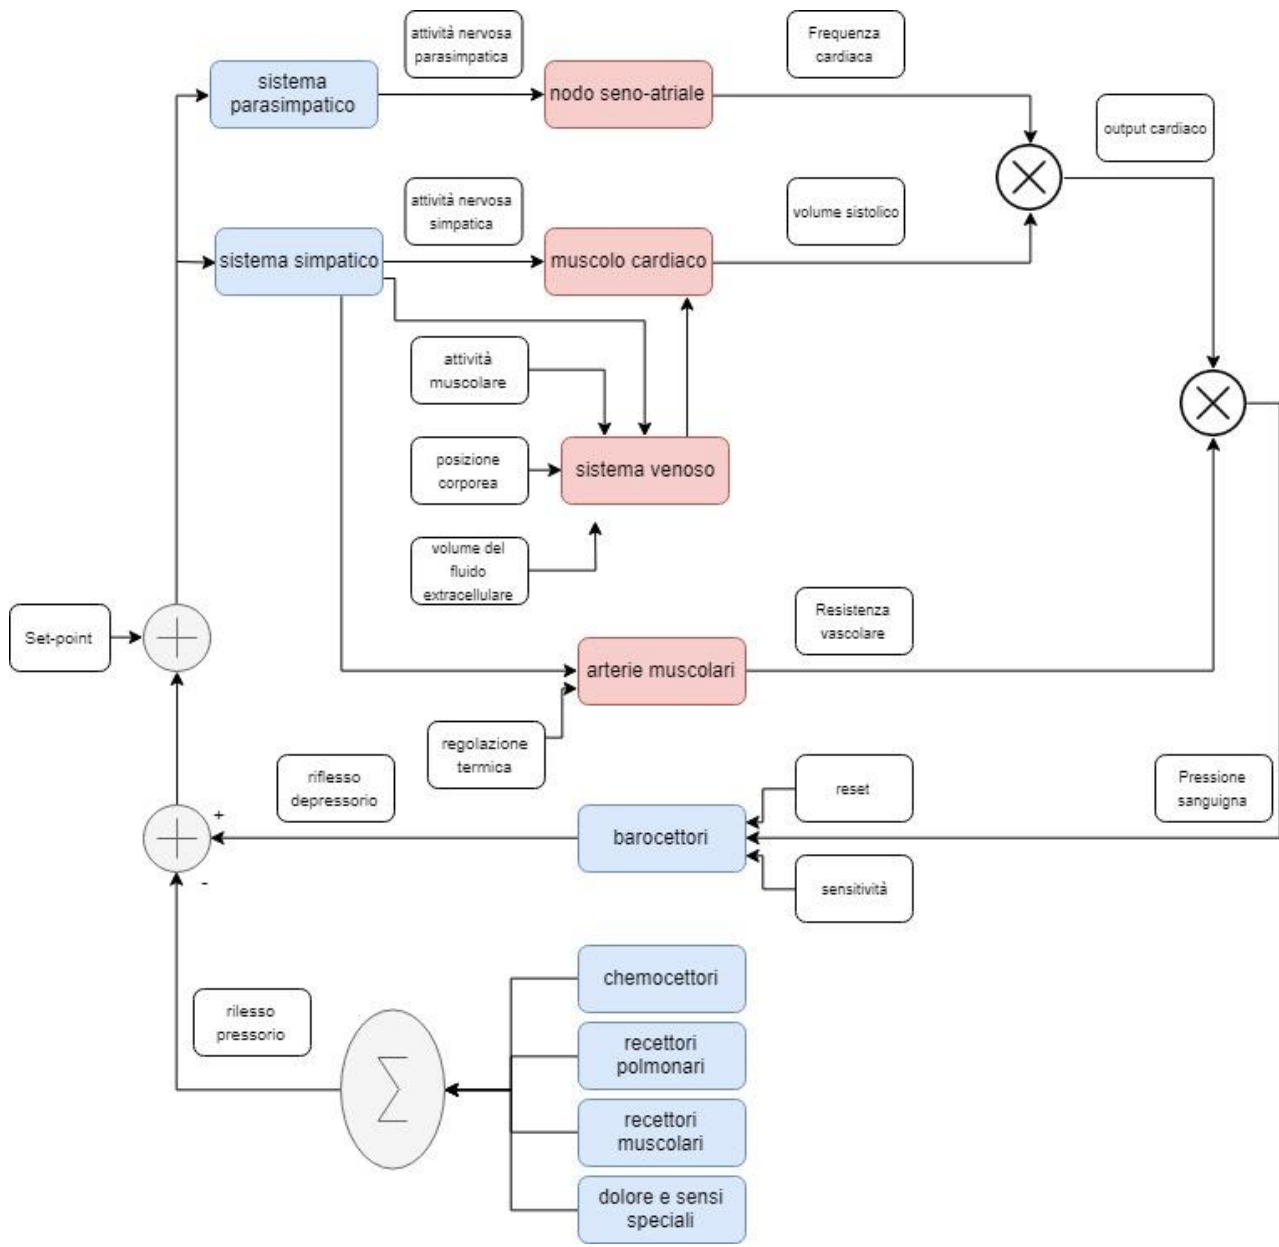 attività nervosa
parasimpatica
Frequenza
cardiaca
sistema
parasimpatico
nodo seno-atriale
output cardiaco
attività nervosa
simpatica
volume sistolico
sistema simpatico
muscolo cardiaco
attività
muscolare
posizione
corporea
sistema venoso
volume del
fluido
extracellulare
Set-point
Resistenza
vascolare
arterie muscolari
regolazione
termica
riflesso
depressorio
reset
Pressione
sanguigna
+
barocettori
-
sensitività
chemocettori
rilesso
pressorio
recettori
polmonari
∑
recettori
muscolari
dolore e sensi
speciali